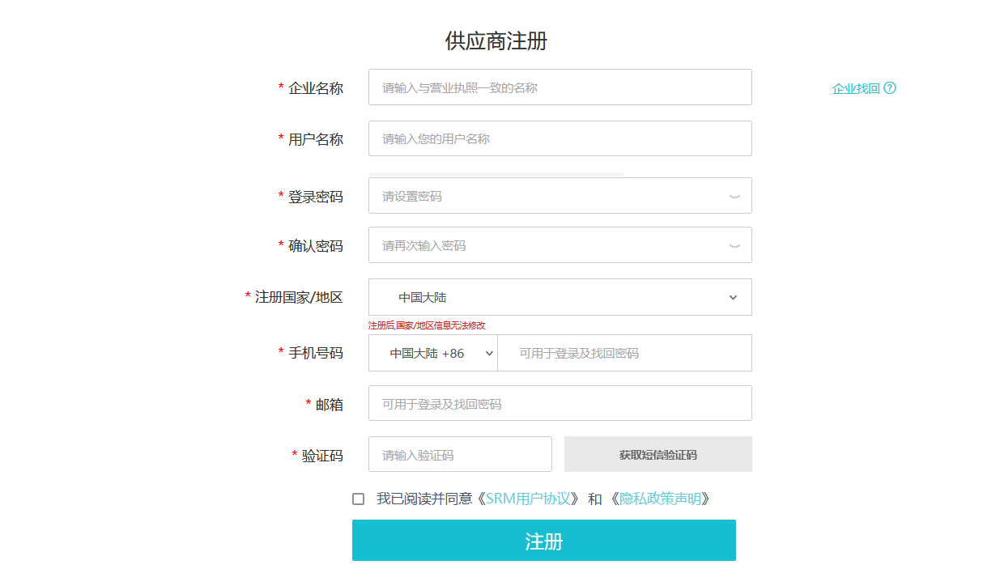 供应商注册
* 企业名称 请输入与营业执照一致的名称 企业找回 ?
* 用户名称 请输入您的用户名称
* 登录密码 请设置密码
* 确认密码 请再次输入密码
* 注册国家/地区 中国大陆
注册后,国家/地区信息无法修改
* 手机号码 中国大陆 +86 可用于登录及找回密码
* 邮箱 可用于登录及找回密码
* 验证码 请输入验证码 获取短信验证码
我已阅读并同意《SRM用户协议》 和 《隐私政策声明》
注册